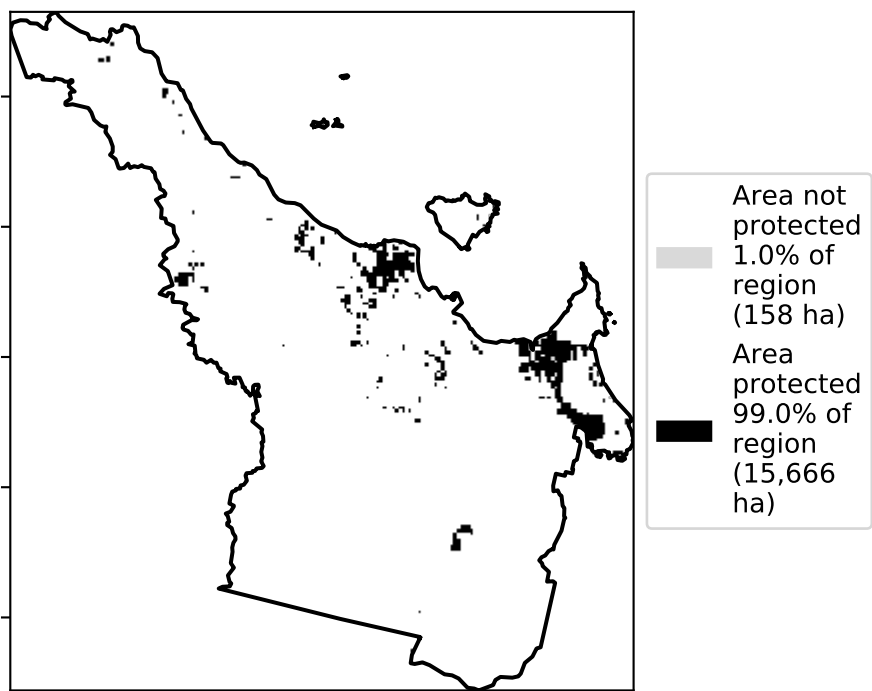 Area not
protected
1.0% of
region
(158 ha)
Area
protected
99.0% of
region
(15,666
ha)